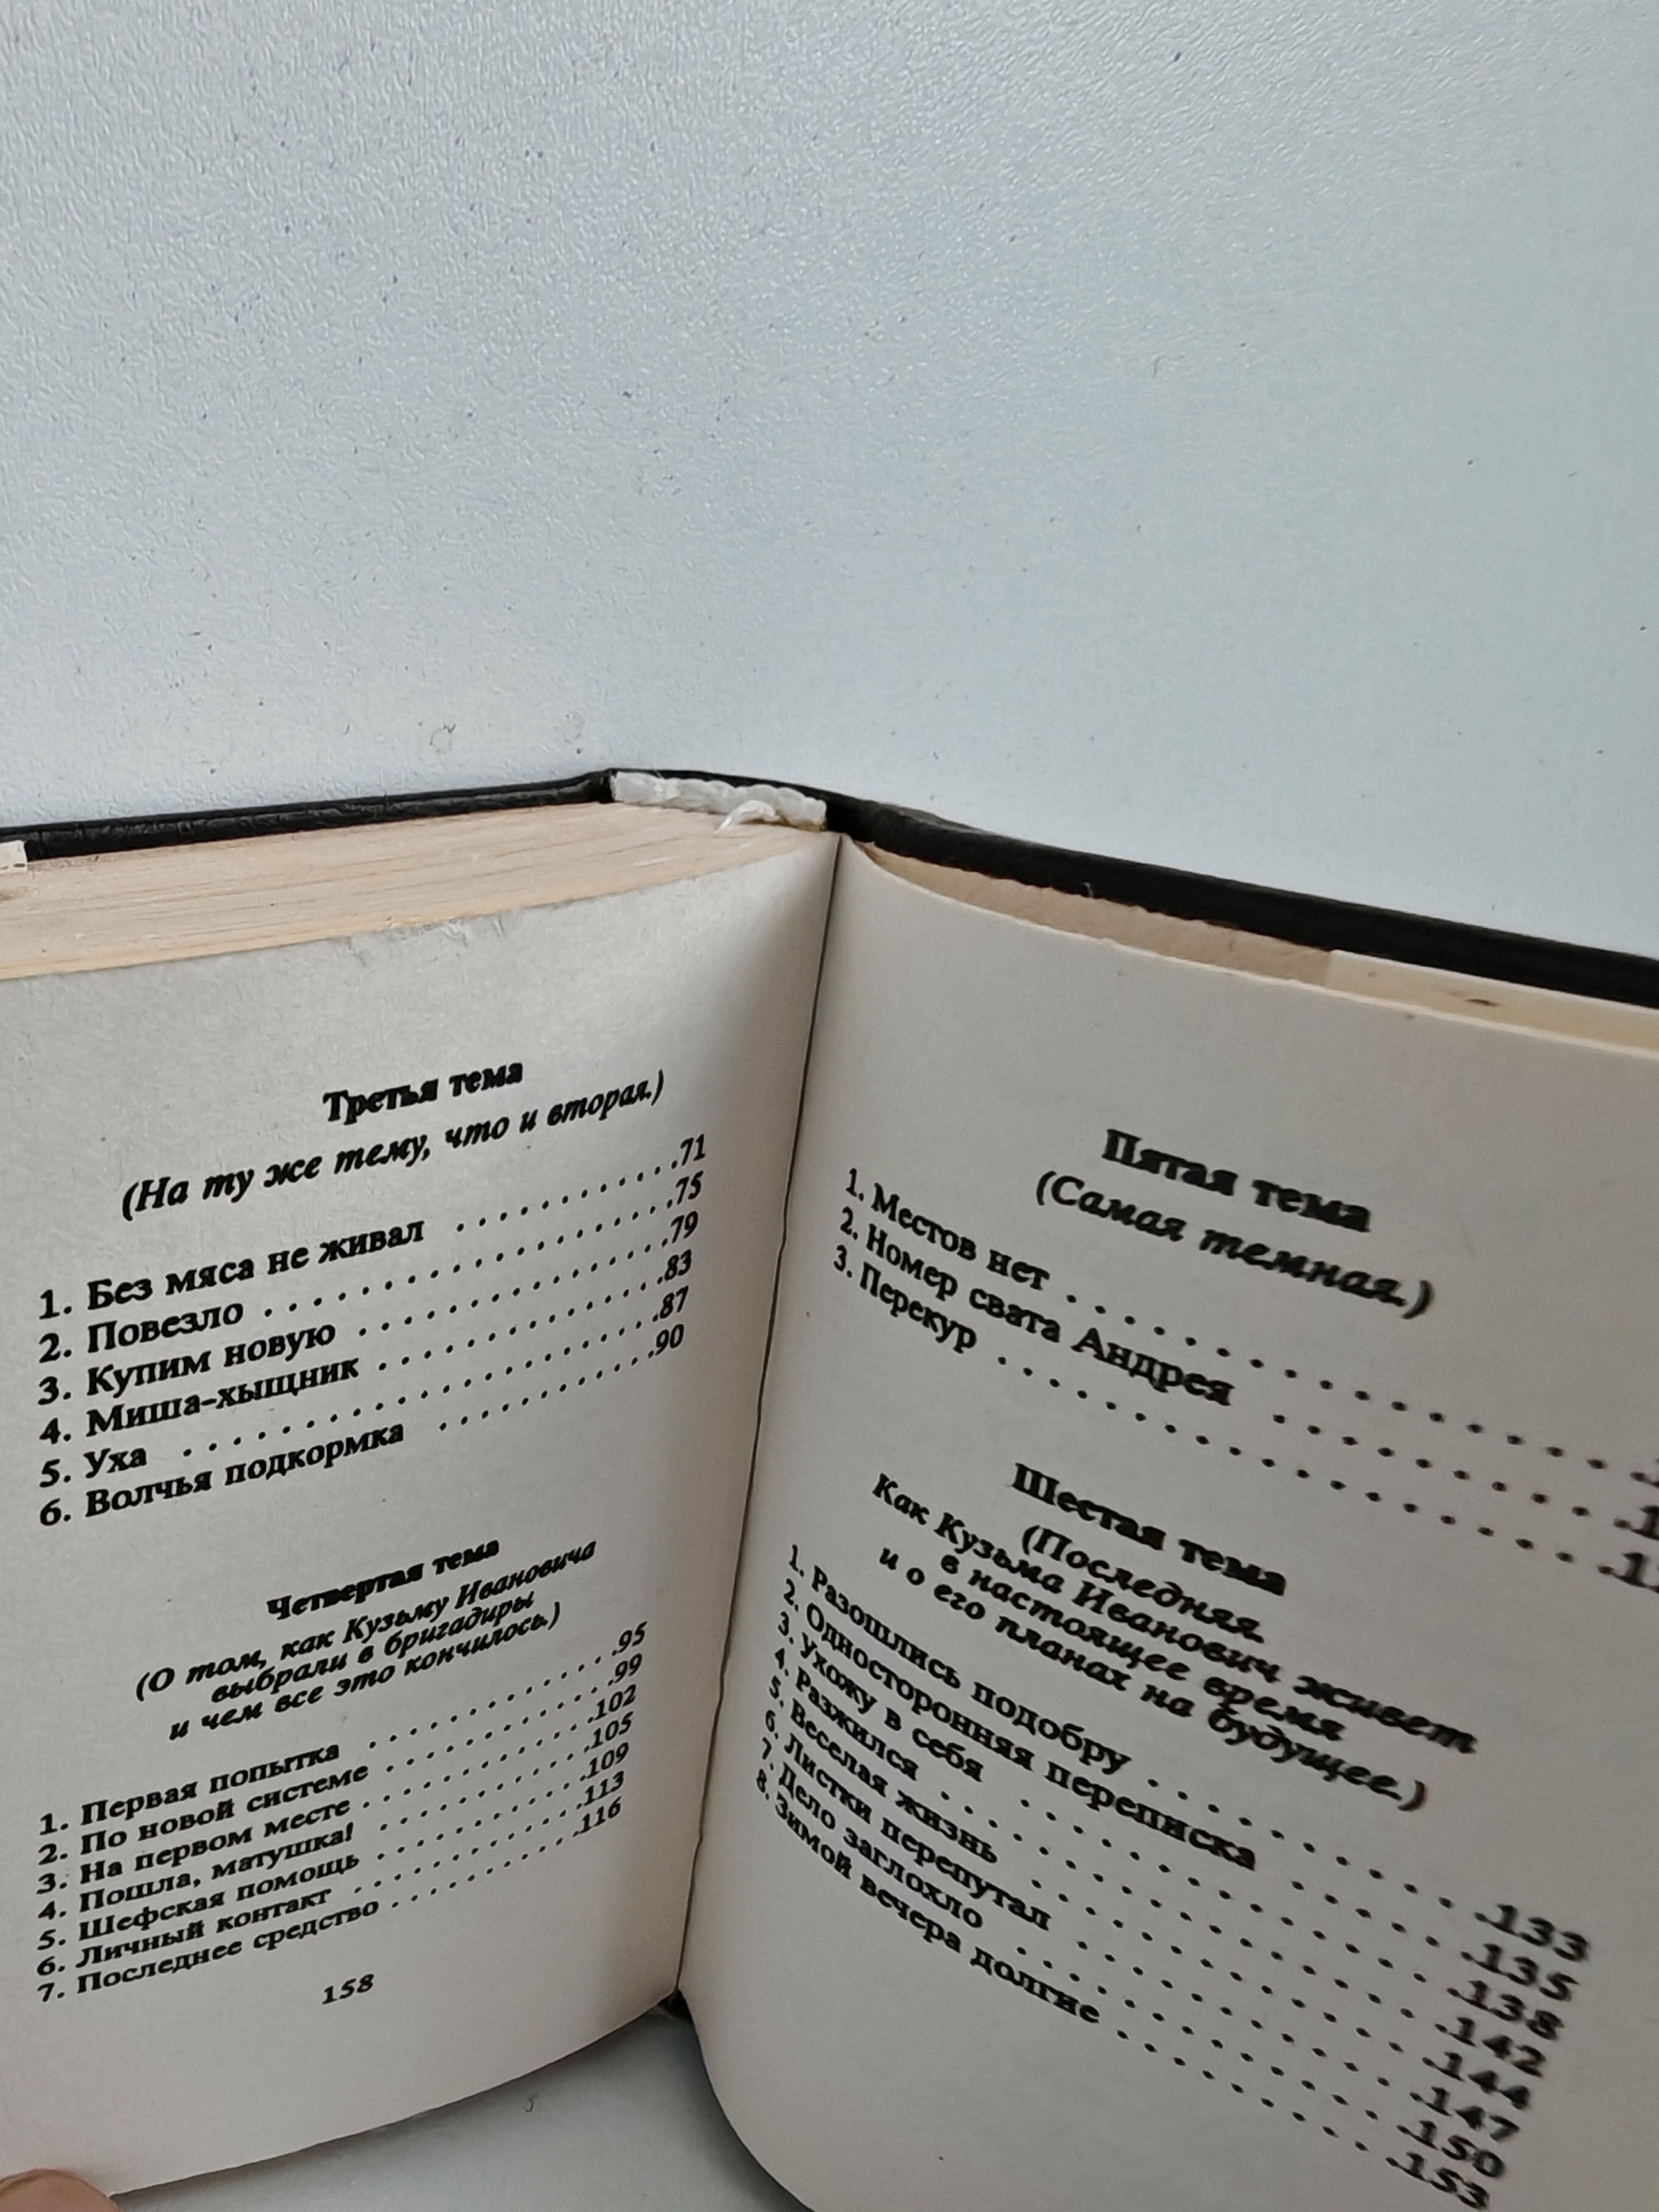 Третья тема
(На ту же тему, что и вторая.)
1. Без мяса не живал . . . . . . . . . . .71
2. Повезло . . . . . . . . . . . . . . . . . .75
3. Купим новую . . . . . . . . . . . . . .79
4. Миша-хыщник . . . . . . . . . . . . .83
5. Уха . . . . . . . . . . . . . . . . . . . . .87
6. Волчья подкормка . . . . . . . . . .90
Четвертая тема
(О том, как Кузьму Ивановича
выбрали в бригадиры
и чем все это кончилось.)
1. Первая попытка . . . . . . . . . . . .95
2. По новой системе . . . . . . . . . . .99
3. На первом месте . . . . . . . . . . .102
4. Пошла, матушка! . . . . . . . . . . .105
5. Шефская помощь . . . . . . . . . . .109
6. Личный контакт . . . . . . . . . . . .113
7. Последнее средство . . . . . . . . .116
158
Пятая тема
(Самая темная.)
1. Местов нет . . . . . . . . . . . . . . .
2. Номер свата Андрея . . . . . . . . .
3. Перекур . . . . . . . . . . . . . . . . .
Шестая тема
(Последняя.
Как Кузьма Иванович живет
в настоящее время
и о его планах на будущее.)
1. Разошлись подобру . . . . . . . . .133
2. Односторонняя переписка . . . . .135
3. Ухожу в себя . . . . . . . . . . . . . .138
4. Разжился . . . . . . . . . . . . . . . .142
5. Веселая жизнь . . . . . . . . . . . . .144
6. Листки перепутал . . . . . . . . . . .147
7. Дело заглохло . . . . . . . . . . . . .150
8. Зимой вечера долгие . . . . . . . . .153